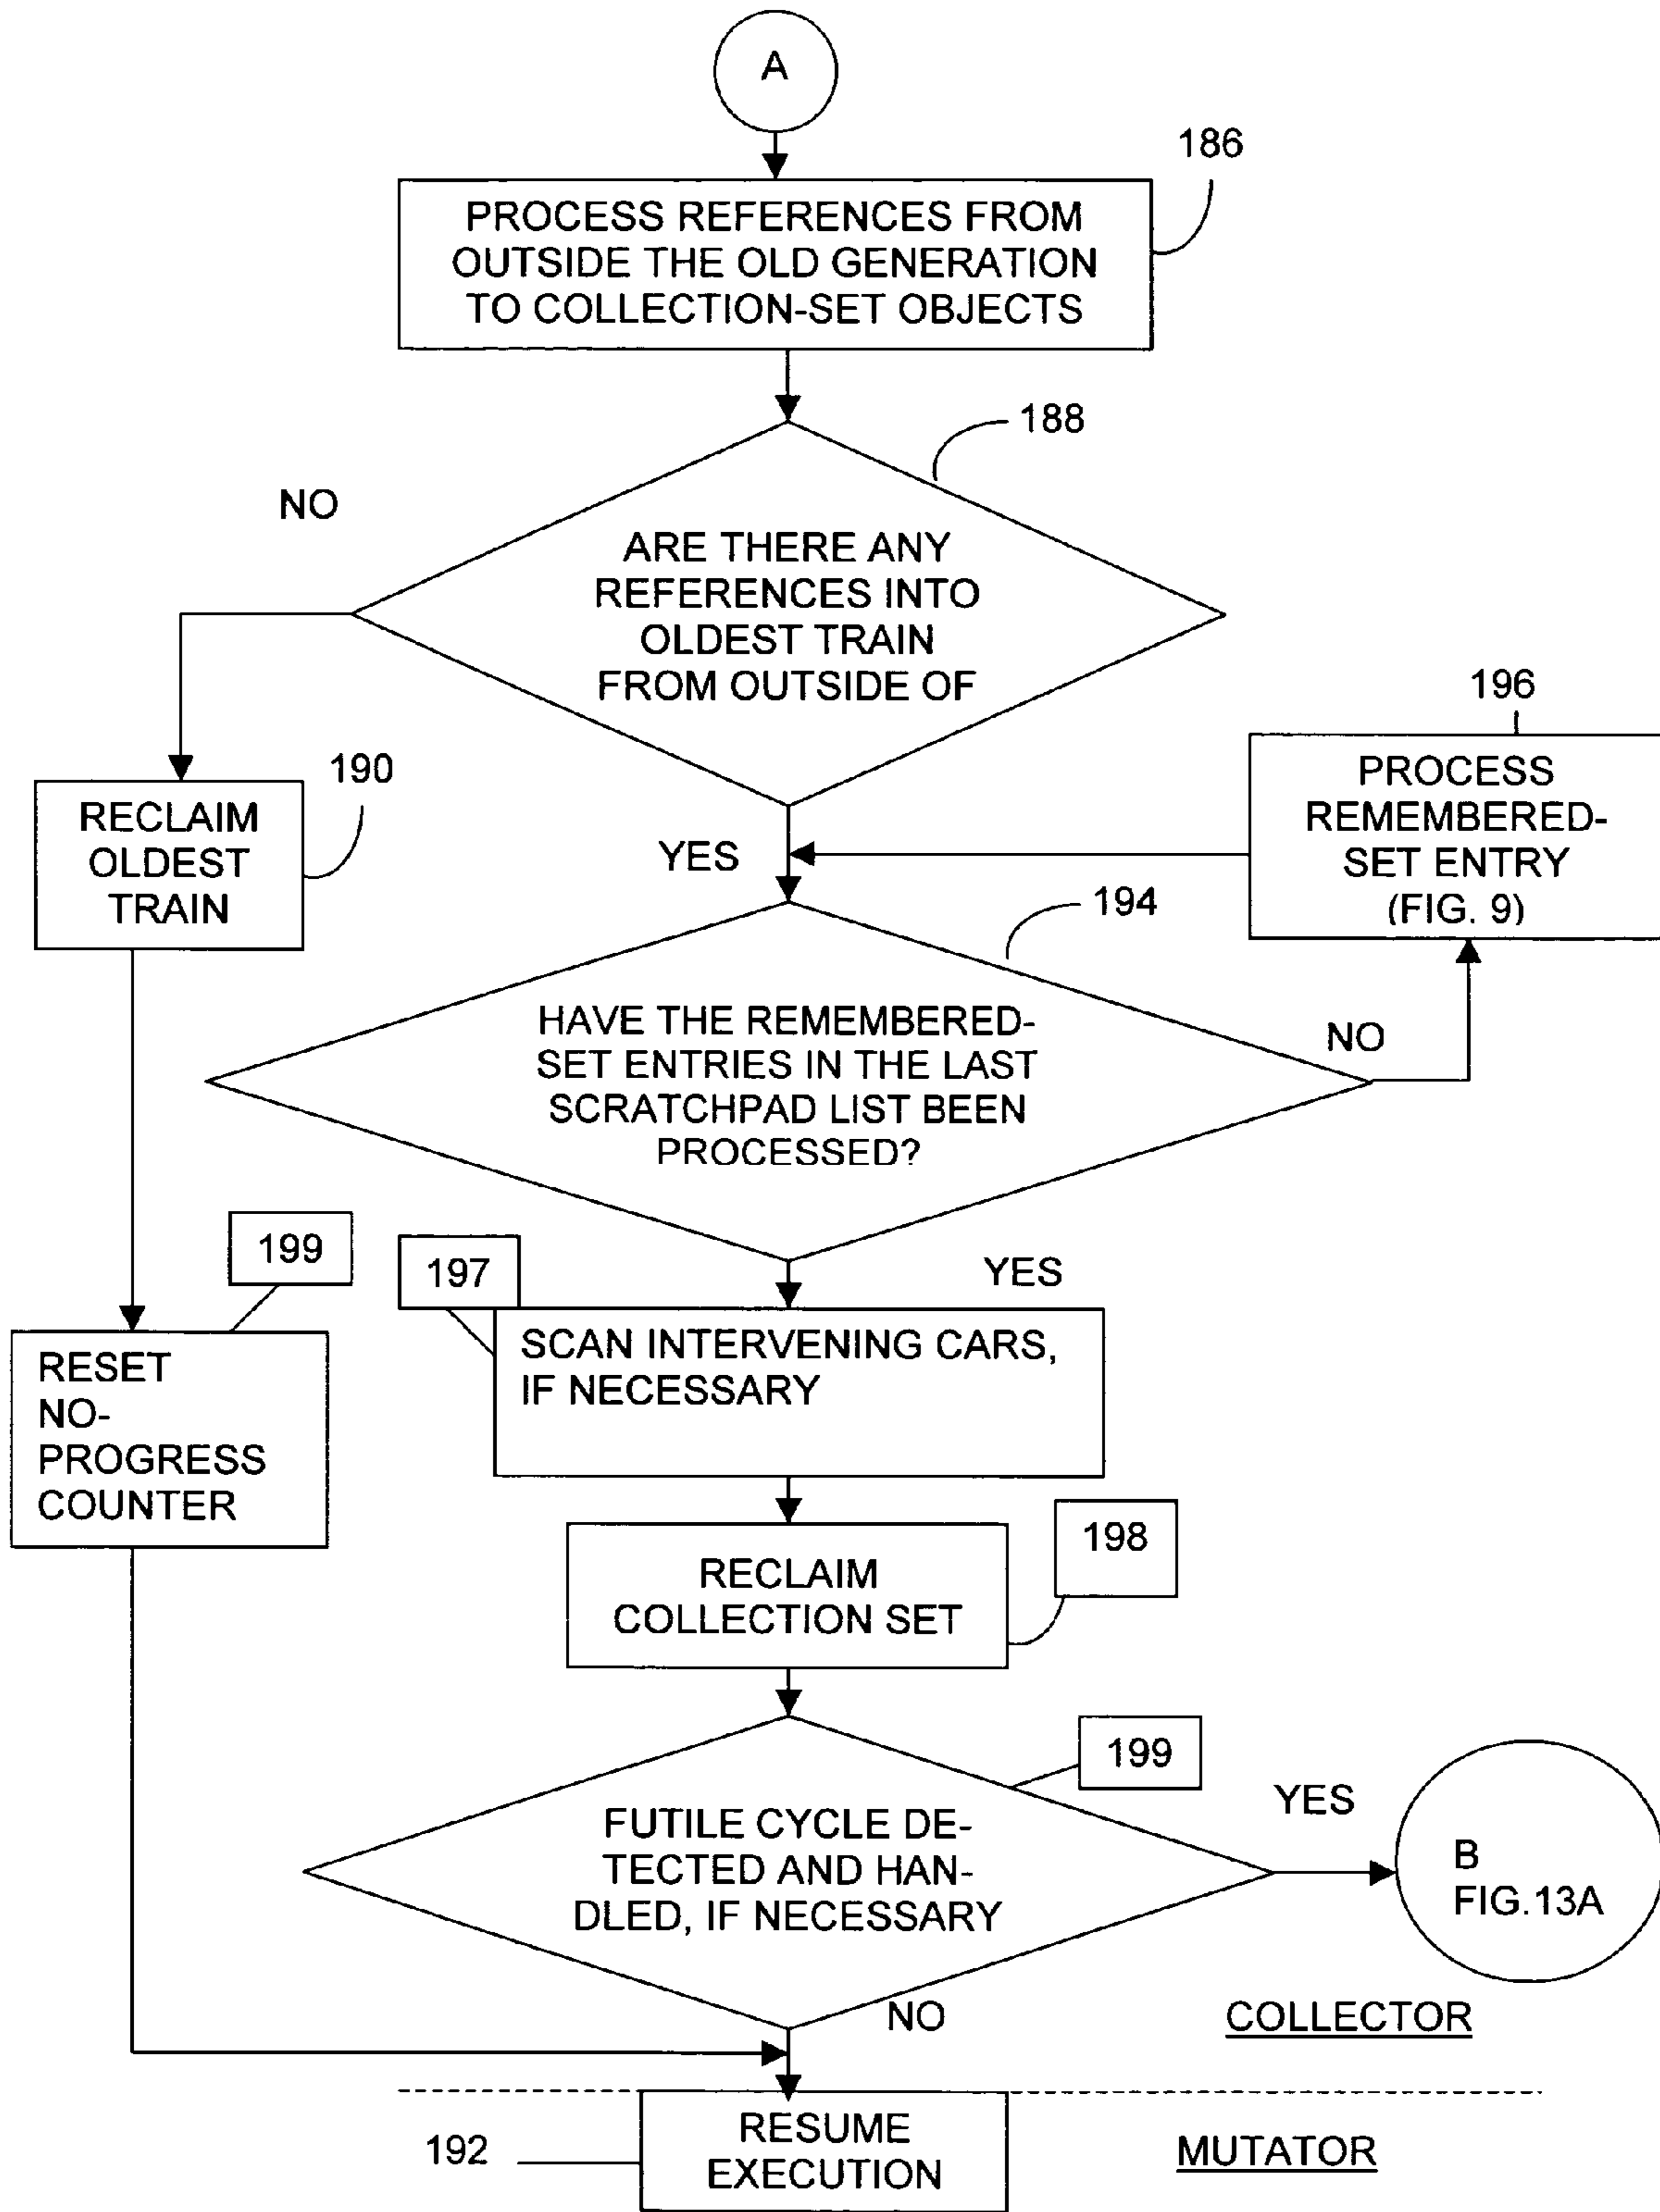 A
186
PROCESS REFERENCES FROM
OUTSIDE THE OLD GENERATION
TO COLLECTION-SET OBJECTS
188
NO
ARE THERE ANY
REFERENCES INTO
OLDEST TRAIN
FROM OUTSIDE OF
196
PROCESS
REMEMBERED-
SET ENTRY
(FIG. 9)
190
RECLAIM
OLDEST
TRAIN
YES
194
HAVE THE REMEMBERED-
SET ENTRIES IN THE LAST
SCRATCHPAD LIST BEEN
PROCESSED?
NO
199
197
YES
RESET
NO-
PROGRESS
COUNTER
SCAN INTERVENING CARS,
IF NECESSARY
198
RECLAIM
COLLECTION SET
199
YES
FUTILE CYCLE DE-
TECTED AND HAN-
DLED, IF NECESSARY
B
FIG.13A
NO
COLLECTOR
RESUME
EXECUTION
192
MUTATOR